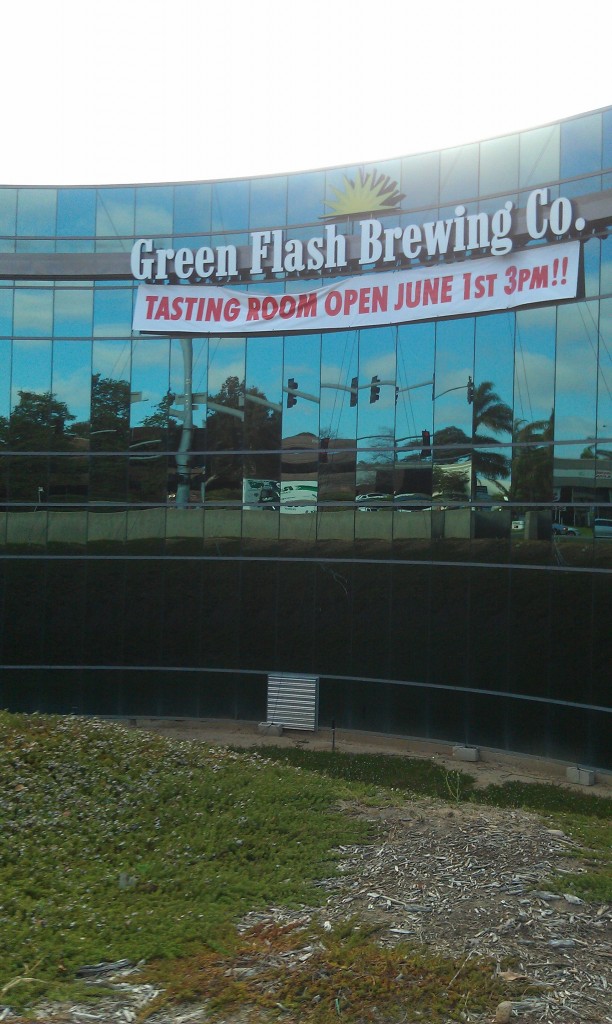 Green Flash Brewing Co.
TASTING ROOM OPEN JUNE 1ST 3PM!!